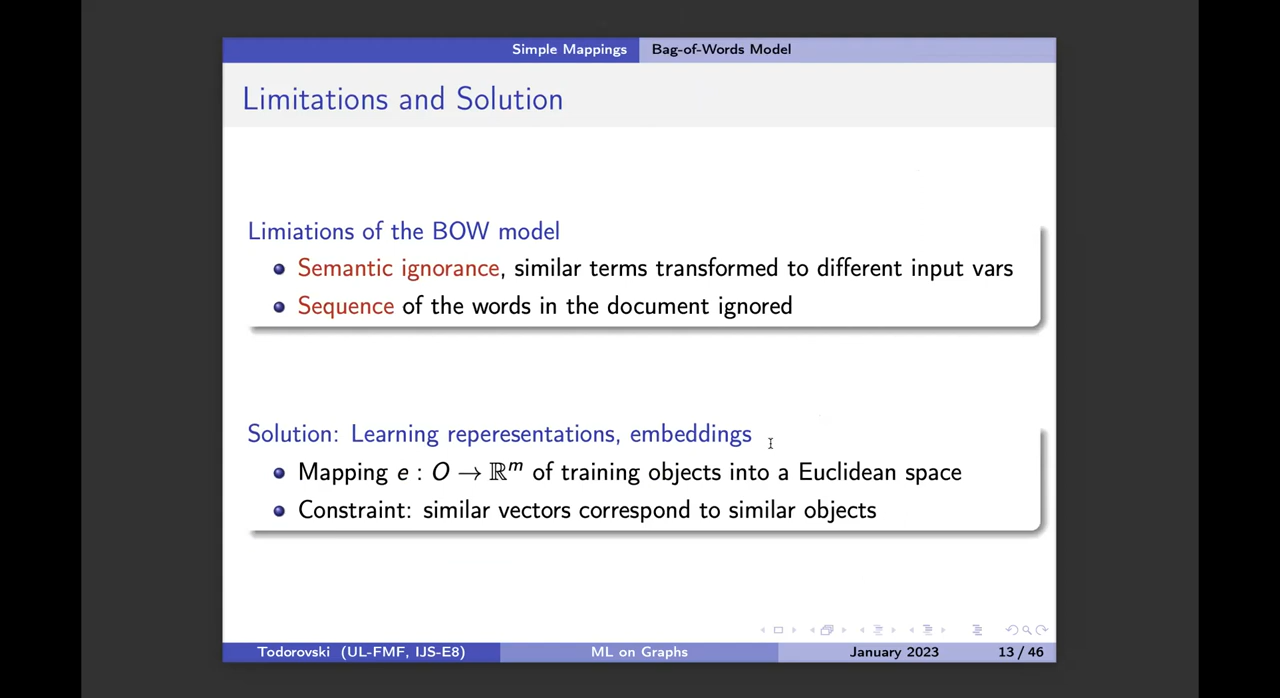 Simple Mappings Bag-of-Words Model
Limitations and Solution
Limiations of the BOW model
Semantic ignorance, similar terms transformed to different input vars
Sequence of the words in the document ignored
Solution: Learning reperesentations, embeddings
Mapping e : O → ℝᵐ of training objects into a Euclidean space
Constraint: similar vectors correspond to similar objects
Todorovski (UL-FMF, IJS-E8) ML on Graphs January 2023 13 / 46